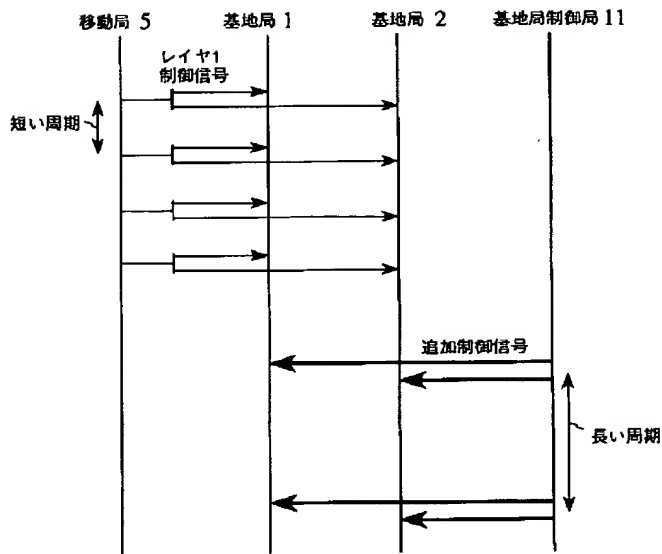 移動局 5
基地局 1
基地局 2
基地局制御局 11
レイヤ1
制御信号
短い周期
追加制御信号
長い周期